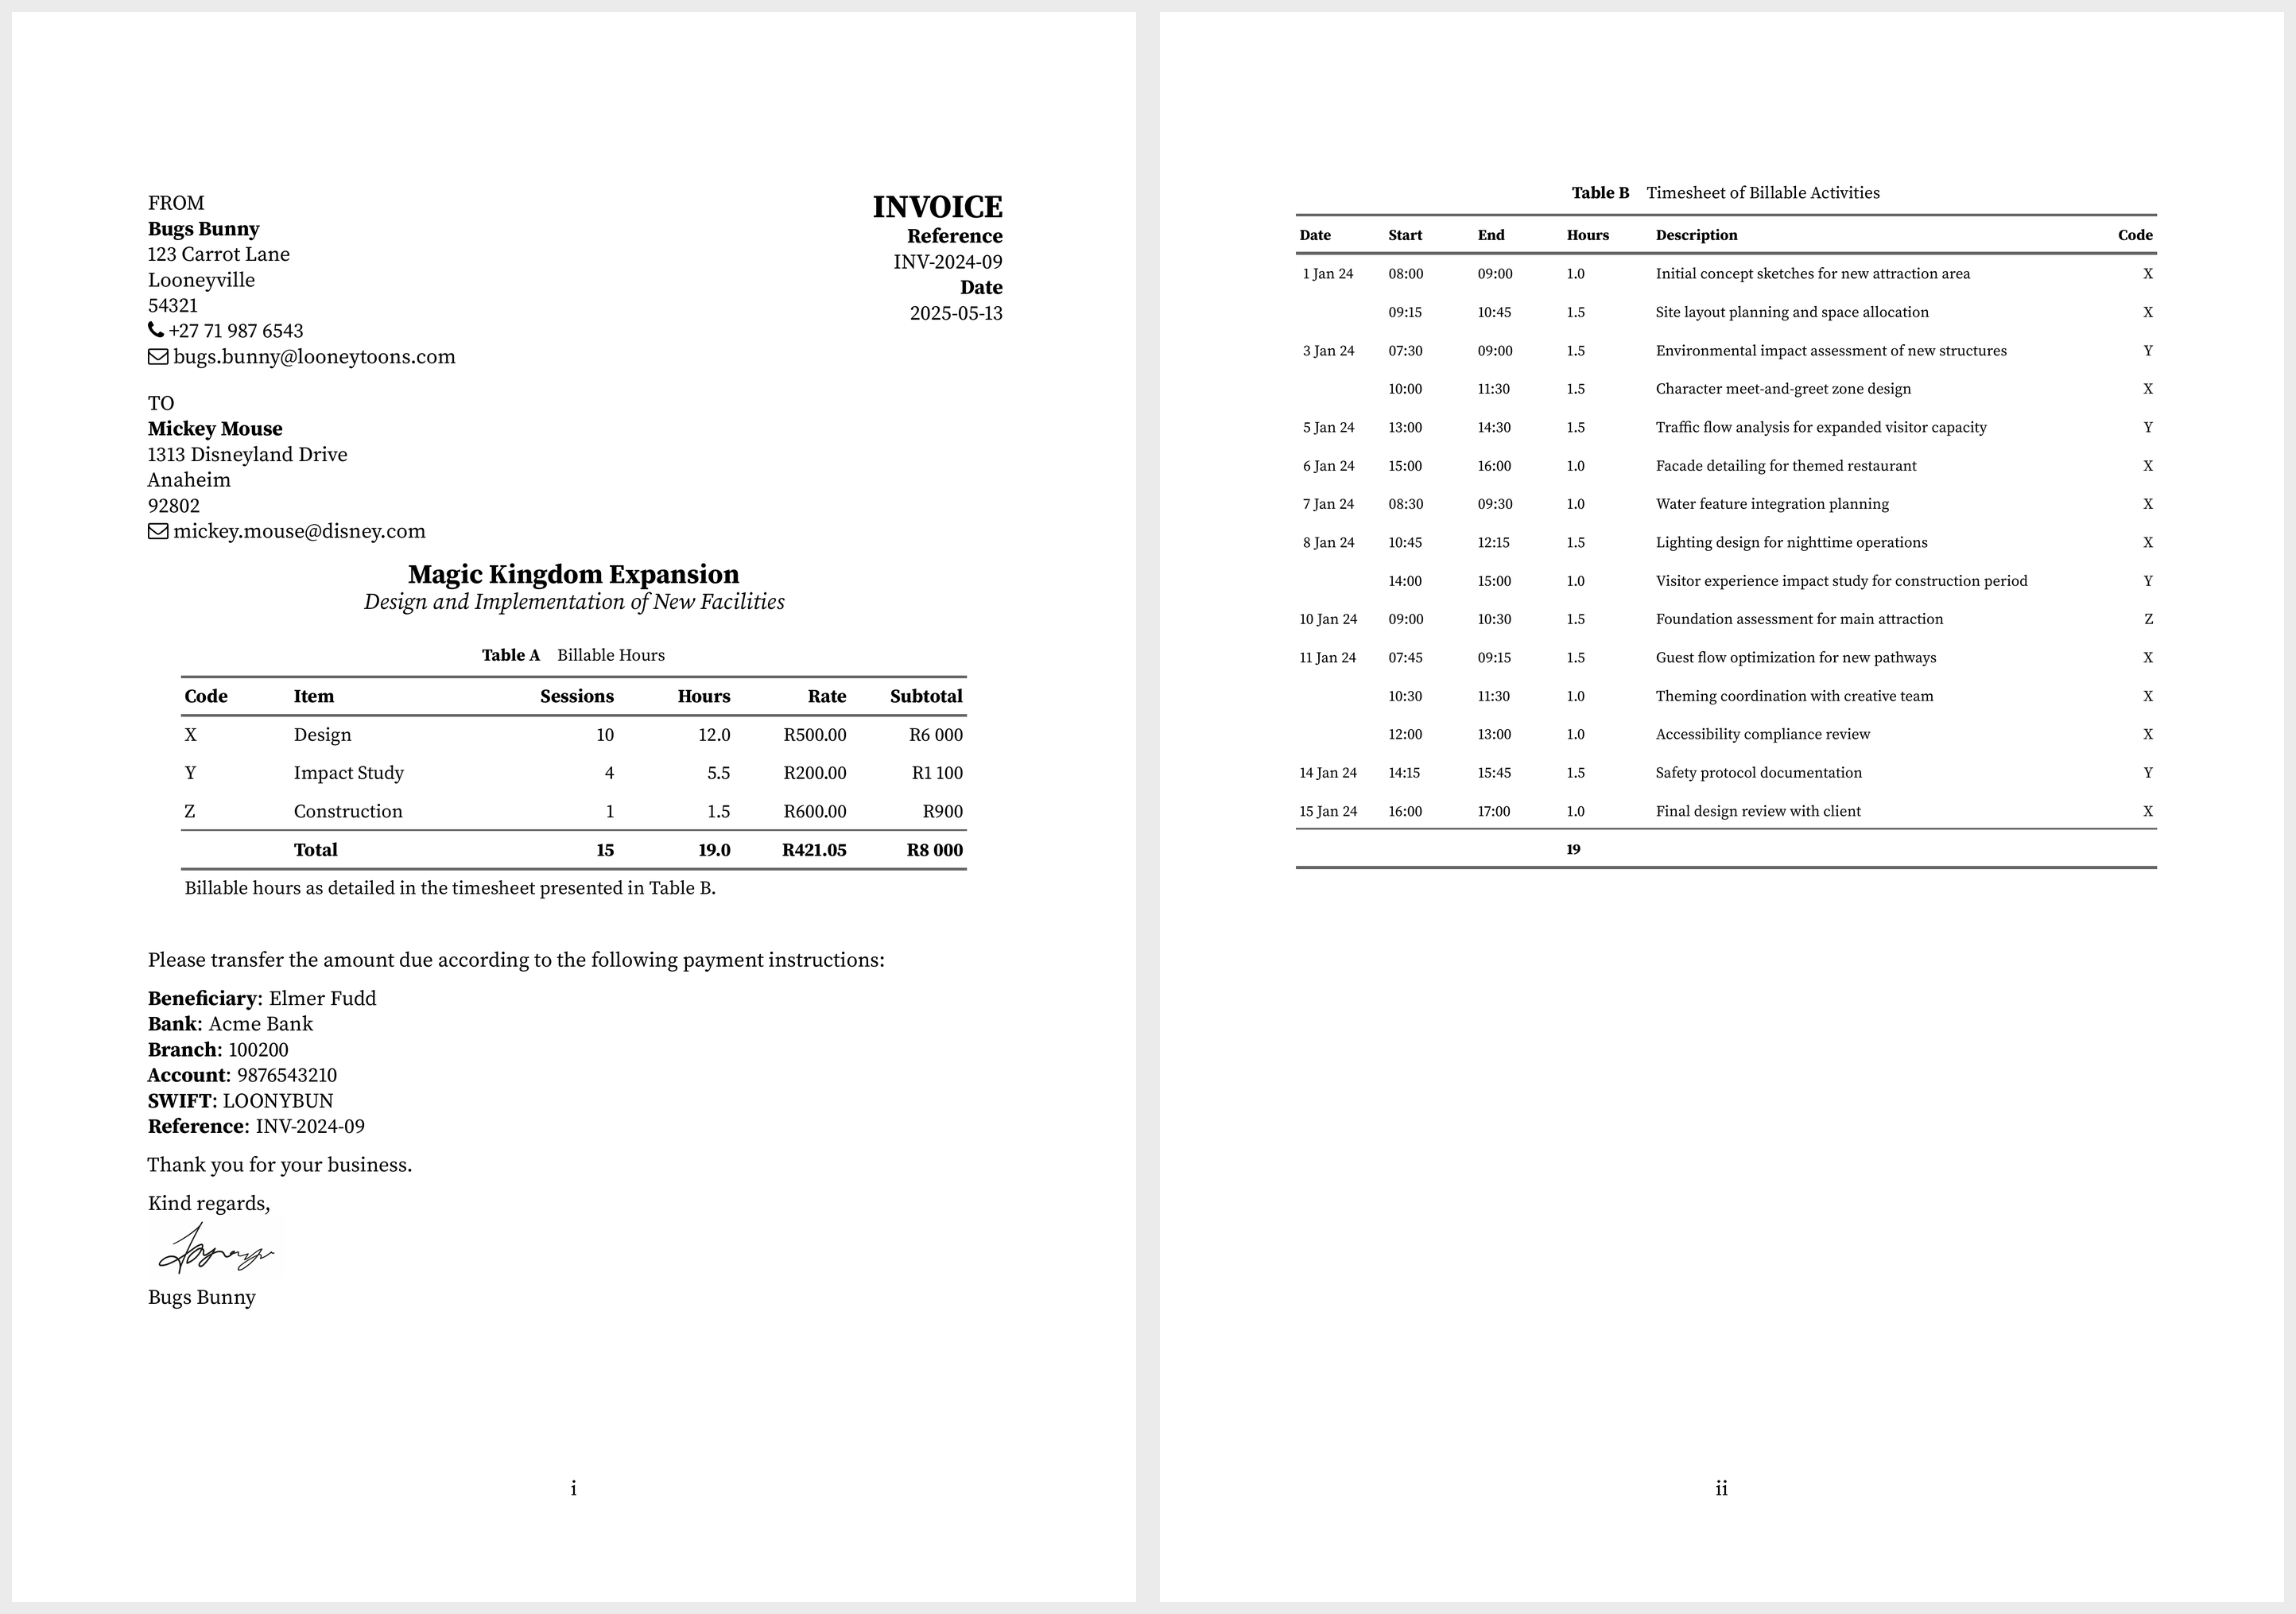 FROM
Bugs Bunny
123 Carrot Lane
Looneyville
54321
+27 71 987 6543
bugs.bunny@looneytoons.com
INVOICE
Reference
INV-2024-09
Date
2025-05-13
TO
Mickey Mouse
1313 Disneyland Drive
Anaheim
92802
mickey.mouse@disney.com
Magic Kingdom Expansion
Design and Implementation of New Facilities
Table A Billable Hours
Code Item Sessions Hours Rate Subtotal
X Design 10 12.0 R500.00 R6 000
Y Impact Study 4 5.5 R200.00 R1 100
Z Construction 1 1.5 R600.00 R900
Total 15 19.0 R421.05 R8 000
Billable hours as detailed in the timesheet presented in Table B.
Please transfer the amount due according to the following payment instructions:
Beneficiary: Elmer Fudd
Bank: Acme Bank
Branch: 100200
Account: 9876543210
SWIFT: LOONYBUN
Reference: INV-2024-09
Thank you for your business.
Kind regards,
Bugs Bunny
i
Table B Timesheet of Billable Activities
Date Start End Hours Description Code
1 Jan 24 08:00 09:00 1.0 Initial concept sketches for new attraction area X
09:15 10:45 1.5 Site layout planning and space allocation X
3 Jan 24 07:30 09:00 1.5 Environmental impact assessment of new structures Y
10:00 11:30 1.5 Character meet-and-greet zone design X
5 Jan 24 13:00 14:30 1.5 Traffic flow analysis for expanded visitor capacity Y
6 Jan 24 15:00 16:00 1.0 Facade detailing for themed restaurant X
7 Jan 24 08:30 09:30 1.0 Water feature integration planning X
8 Jan 24 10:45 12:15 1.5 Lighting design for nighttime operations X
14:00 15:00 1.0 Visitor experience impact study for construction period Y
10 Jan 24 09:00 10:30 1.5 Foundation assessment for main attraction Z
11 Jan 24 07:45 09:15 1.5 Guest flow optimization for new pathways X
10:30 11:30 1.0 Theming coordination with creative team X
12:00 13:00 1.0 Accessibility compliance review X
14 Jan 24 14:15 15:45 1.5 Safety protocol documentation Y
15 Jan 24 16:00 17:00 1.0 Final design review with client X
19
ii